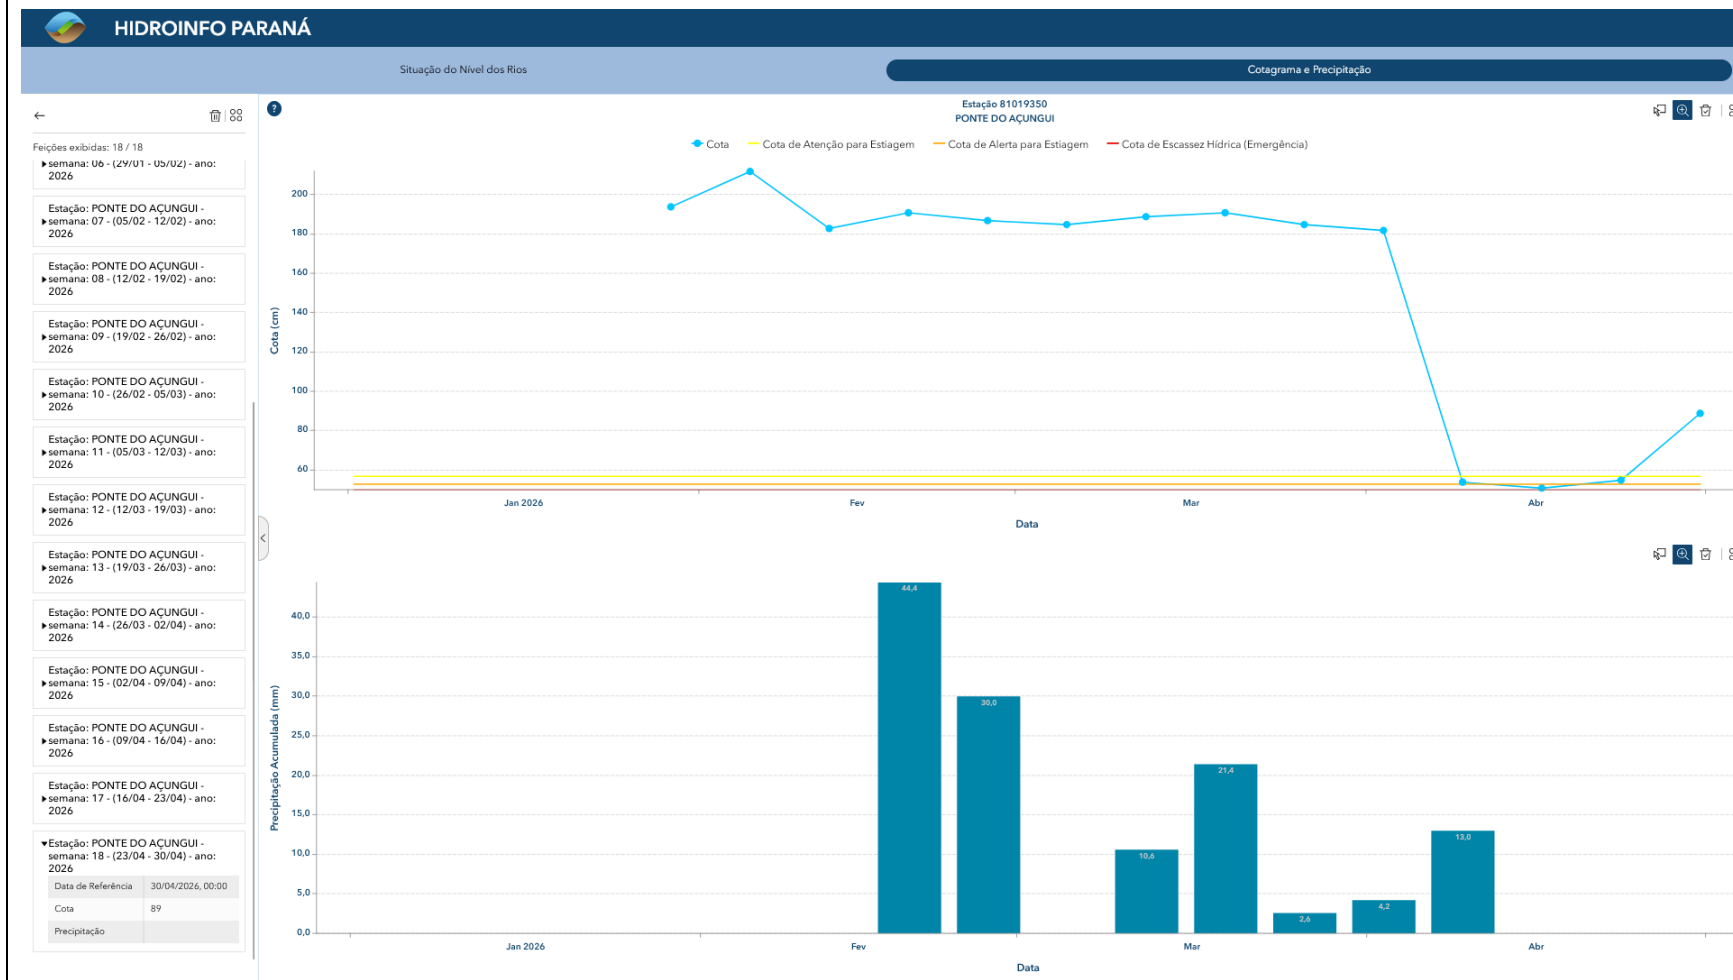 HIDROINFO PARANÁ
Situação do Nível dos Rios
Cotagrama e Precipitação
Feições exibidas: 18 / 18
semana: 06 - (29/01 - 05/02) - ano:
2026
Estação: PONTE DO AÇUNGUI -
semana: 07 - (05/02 - 12/02) - ano:
2026
Estação: PONTE DO AÇUNGUI -
semana: 08 - (12/02 - 19/02) - ano:
2026
Estação: PONTE DO AÇUNGUI -
semana: 09 - (19/02 - 26/02) - ano:
2026
Estação: PONTE DO AÇUNGUI -
semana: 10 - (26/02 - 05/03) - ano:
2026
Estação: PONTE DO AÇUNGUI -
semana: 11 - (05/03 - 12/03) - ano:
2026
Estação: PONTE DO AÇUNGUI -
semana: 12 - (12/03 - 19/03) - ano:
2026
Estação: PONTE DO AÇUNGUI -
semana: 13 - (19/03 - 26/03) - ano:
2026
Estação: PONTE DO AÇUNGUI -
semana: 14 - (26/03 - 02/04) - ano:
2026
Estação: PONTE DO AÇUNGUI -
semana: 15 - (02/04 - 09/04) - ano:
2026
Estação: PONTE DO AÇUNGUI -
semana: 16 - (09/04 - 16/04) - ano:
2026
Estação: PONTE DO AÇUNGUI -
semana: 17 - (16/04 - 23/04) - ano:
2026
Estação: PONTE DO AÇUNGUI -
semana: 18 - (23/04 - 30/04) - ano:
2026
Data de Referência 30/04/2026, 00:00
Cota 89
Precipitação
?
Estação 81019350
PONTE DO AÇUNGUI
Cota Cota de Atenção para Estiagem Cota de Alerta para Estiagem Cota de Escassez Hídrica (Emergência)
Cota (cm)
200
180
160
140
120
100
80
60
Jan 2026 Fev Mar Abr
Data
Precipitação Acumulada (mm)
40,0
35,0
30,0
25,0
20,0
15,0
10,0
5,0
0,0
44,4
30,0
10,6
21,4
2,6
4,2
13,0
Jan 2026 Fev Mar Abr
Data